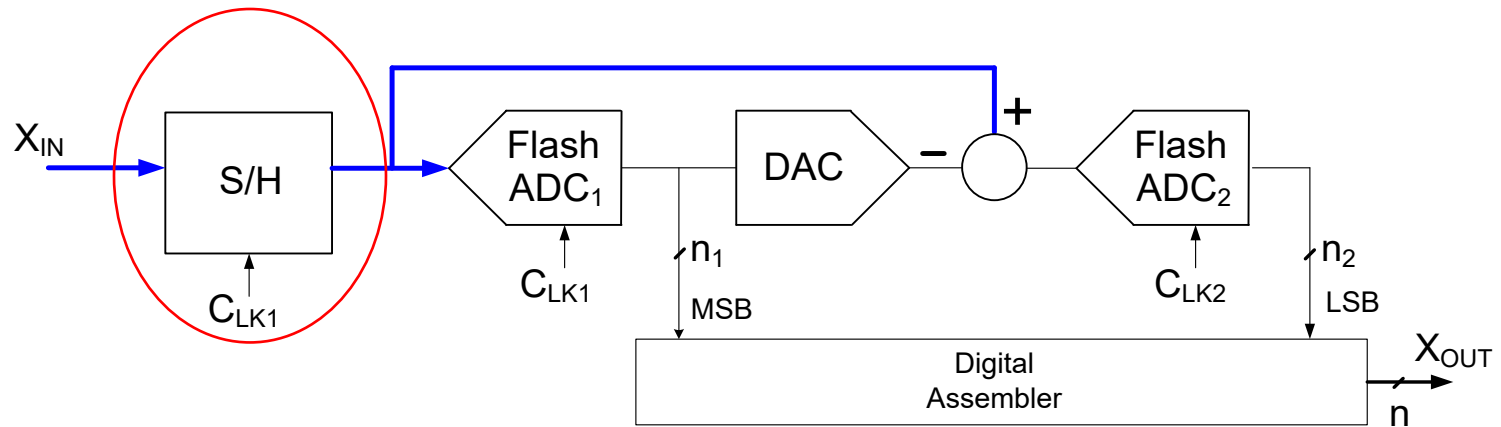 X_IN
S/H
C_LK1
Flash
ADC_1
C_LK1
n_1
MSB
DAC
−
+
Flash
ADC_2
C_LK2
n_2
LSB
Digital
Assembler
X_OUT
n